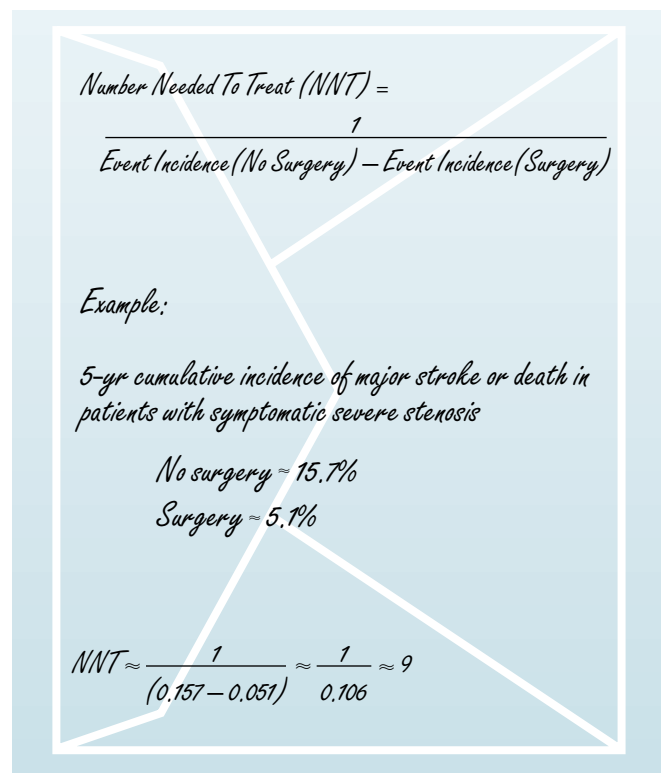 Number Needed To Treat (NNT) =
1
Event Incidence (No Surgery) – Event Incidence (Surgery)
Example:
5-yr cumulative incidence of major stroke or death in
patients with symptomatic severe stenosis
No surgery ≈ 15.7%
Surgery ≈ 5.1%
NNT ≈ 1 / (0.157 – 0.051) ≈ 1 / 0.106 ≈ 9